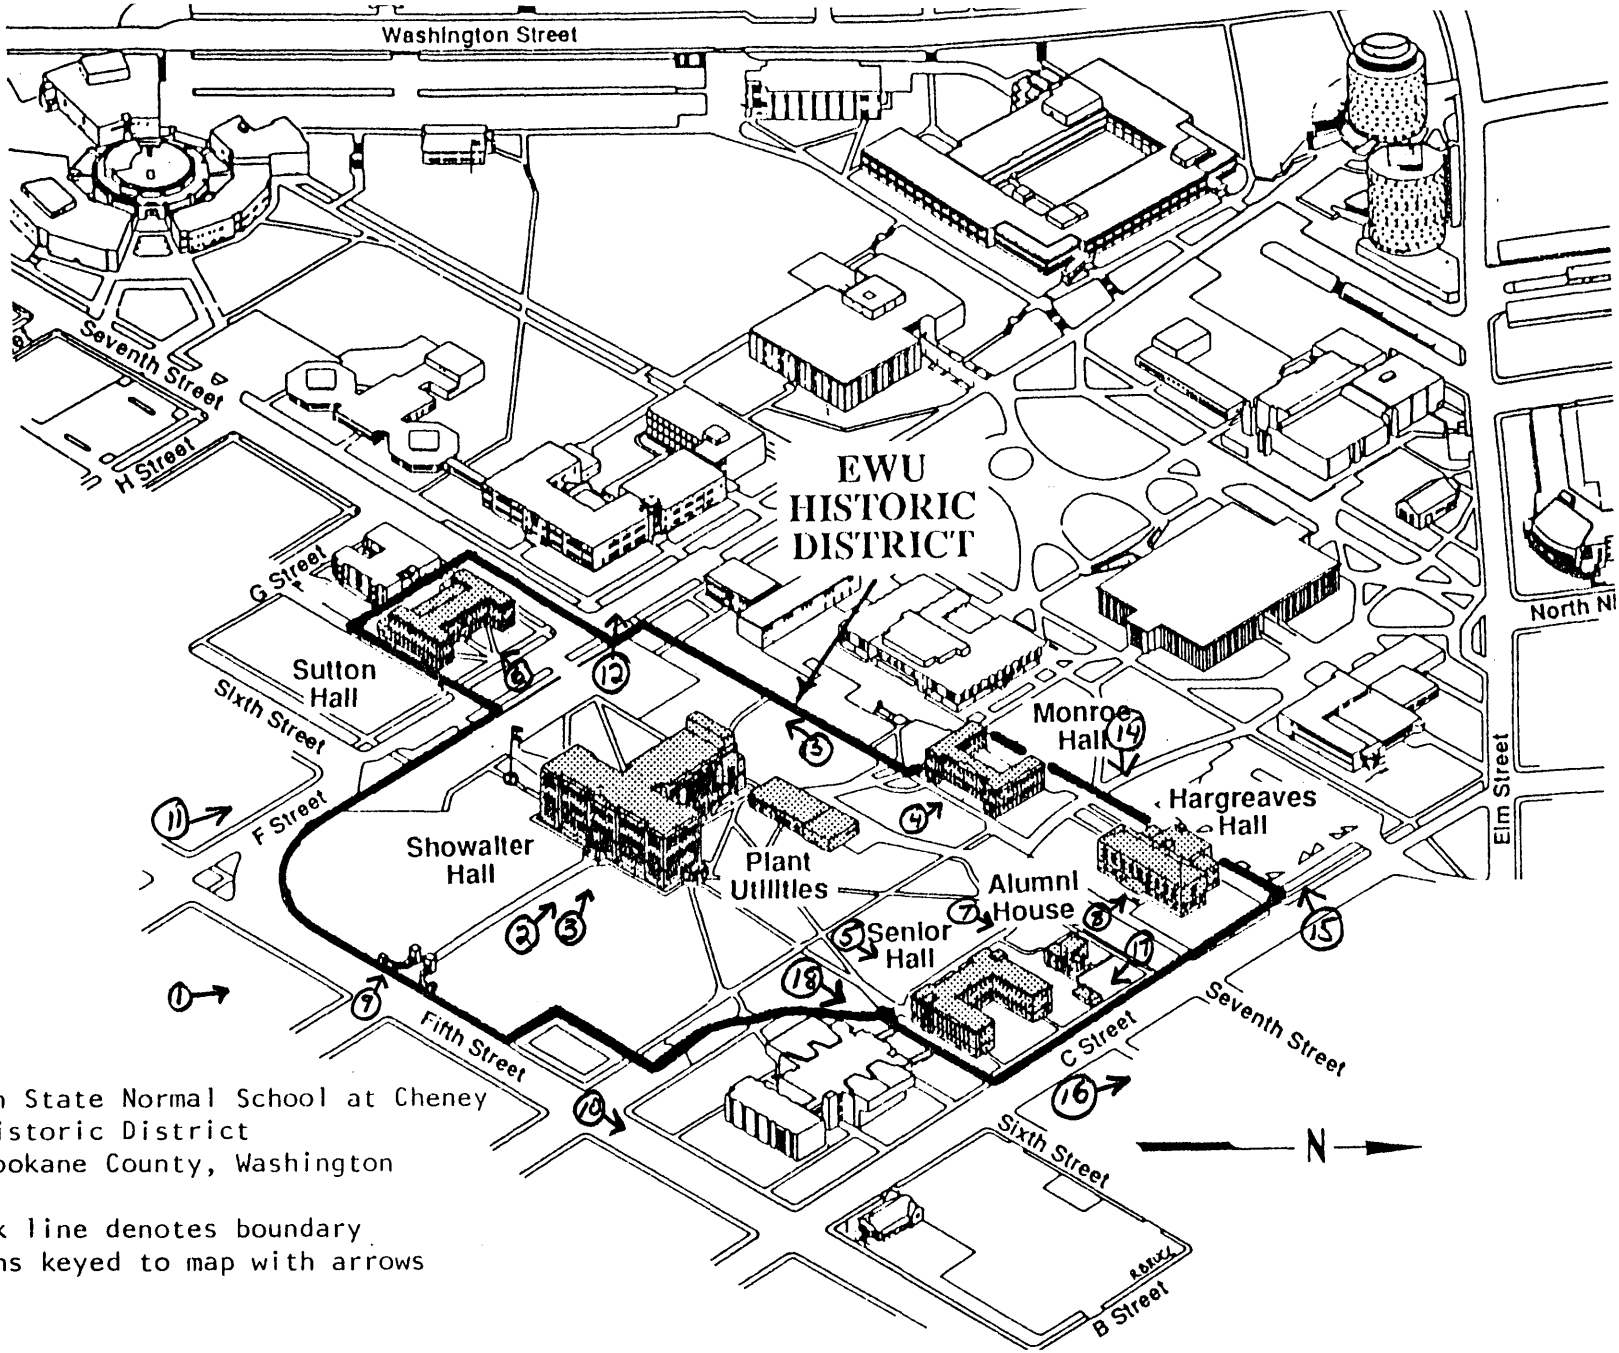 Washington Street
Seventh Street
H Street
EWU
HISTORIC
DISTRICT
G Street
North
Sutton
Hall
6
12
Sixth Street
13
Monroe
Hall
14
Elm Street
11
F Street
4
Hargreaves
Hall
Showalter
Hall
Plant
Utilities
Alumni
House
2
3
7
8
5
Senior
Hall
17
15
18
1
9
Fifth Street
C Street
Seventh Street
16
10
Sixth Street
N
State Normal School at Cheney
istoric District
pokane County, Washington
k line denotes boundary
ns keyed to map with arrows
R BRUCE
B Street